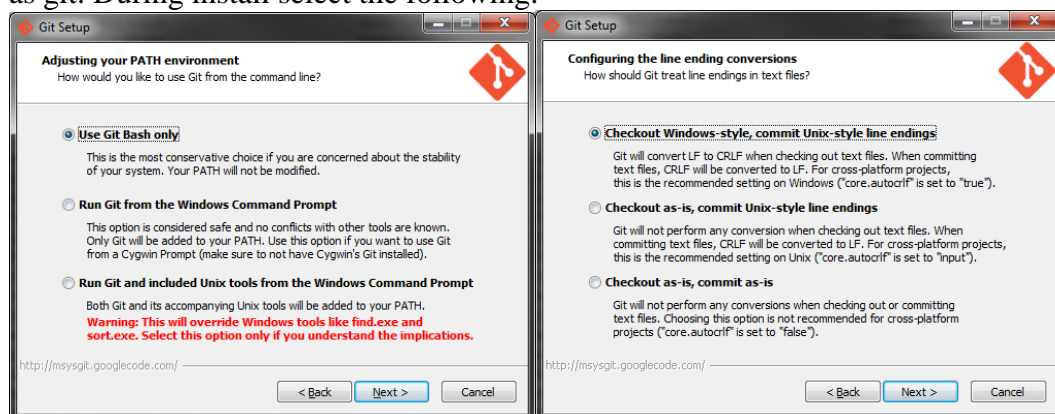 as git. During install select the following:
Git Setup
Adjusting your PATH environment
How would you like to use Git from the command line?
Use Git Bash only
This is the most conservative choice if you are concerned about the stability
of your system. Your PATH will not be modified.
Run Git from the Windows Command Prompt
This option is considered safe and no conflicts with other tools are known.
Only Git will be added to your PATH. Use this option if you want to use Git
from a Cygwin Prompt (make sure to not have Cygwin's Git installed).
Run Git and included Unix tools from the Windows Command Prompt
Both Git and its accompanying Unix tools will be added to your PATH.
Warning: This will override Windows tools like find.exe and
sort.exe. Select this option only if you understand the implications.
http://msysgit.googlecode.com/
< Back
Next >
Cancel
Git Setup
Configuring the line ending conversions
How should Git treat line endings in text files?
Checkout Windows-style, commit Unix-style line endings
Git will convert LF to CRLF when checking out text files. When committing
text files, CRLF will be converted to LF. For cross-platform projects,
this is the recommended setting on Windows ("core.autocrlf" is set to "true").
Checkout as-is, commit Unix-style line endings
Git will not perform any conversion when checking out text files. When
committing text files, CRLF will be converted to LF. For cross-platform projects,
this is the recommended setting on Unix ("core.autocrlf" is set to "input").
Checkout as-is, commit as-is
Git will not perform any conversions when checking out or committing
text files. Choosing this option is not recommended for cross-platform
projects ("core.autocrlf" is set to "false").
http://msysgit.googlecode.com/
< Back
Next >
Cancel